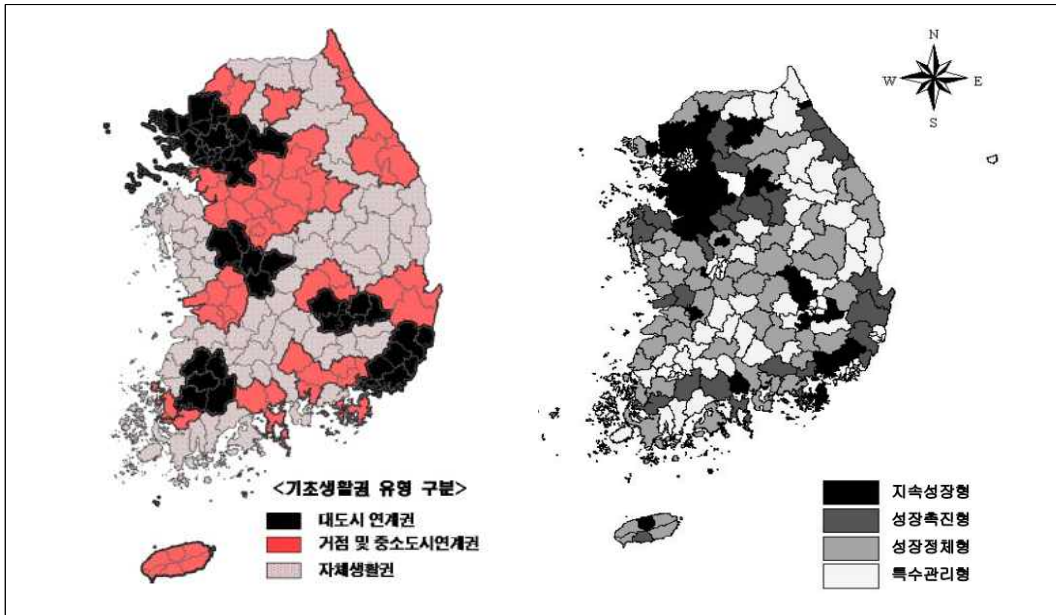 <기초생활권 유형 구분>
대도시 연계권
거점 및 중소도시연계권
자체생활권
N
W
E
S
지속성장형
성장촉진형
성장정체형
특수관리형